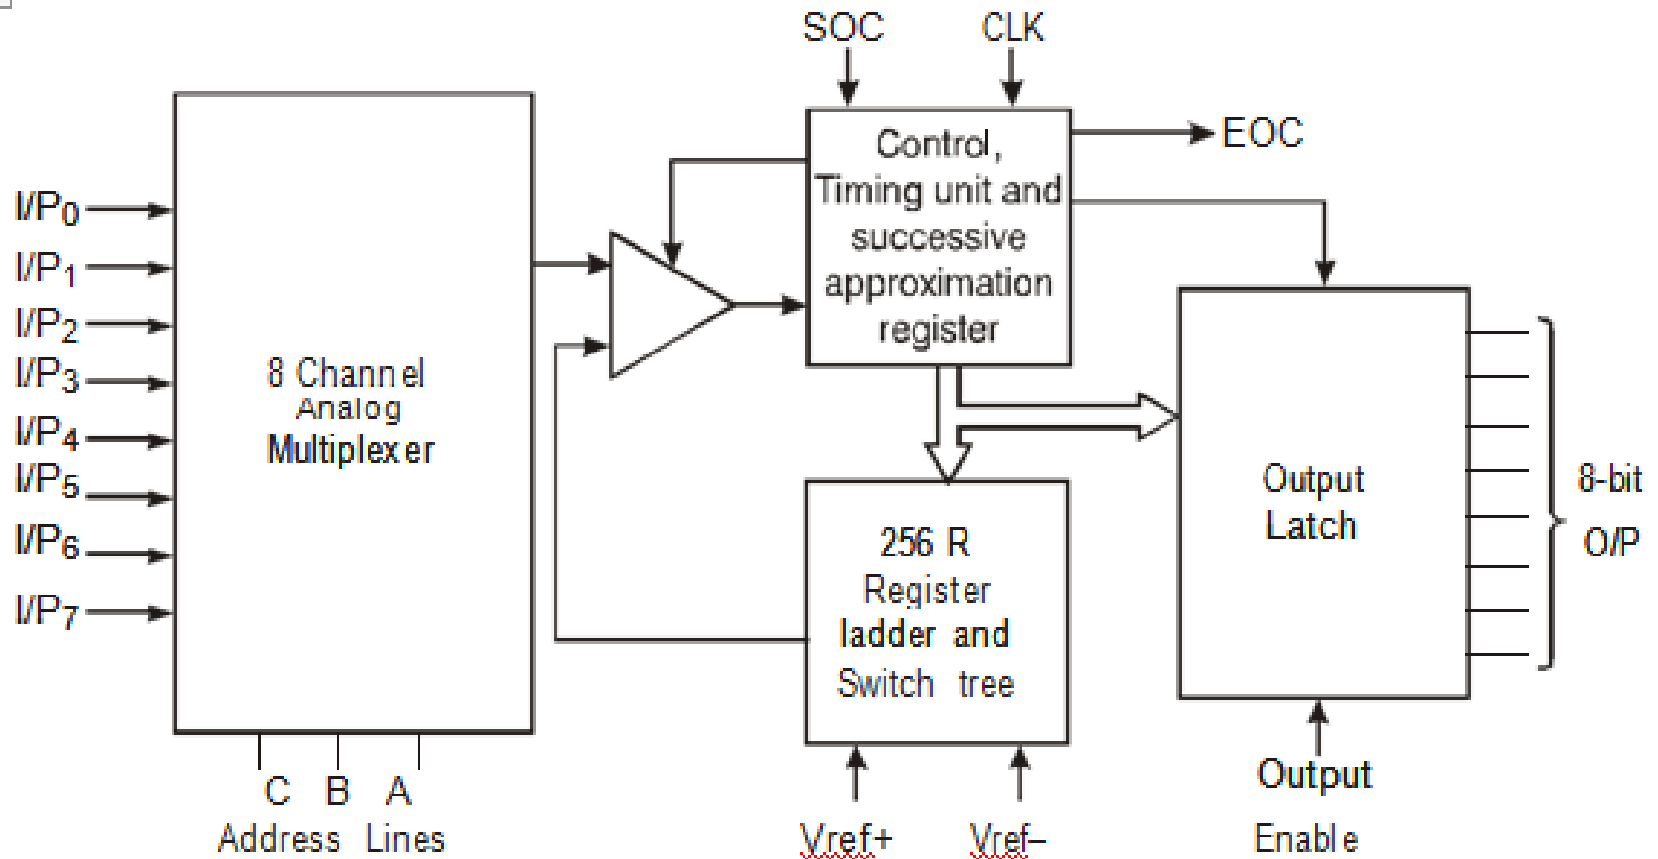 SOC
CLK
EOC
Control,
Timing unit and
successive
approximation
register
I/P0
I/P1
I/P2
I/P3
I/P4
I/P5
I/P6
I/P7
8 Channel
Analog
Multiplexer
256 R
Register
ladder and
Switch tree
Output
Latch
8-bit
O/P
C B A
Address Lines
Vref+
Vref–
Output
Enable